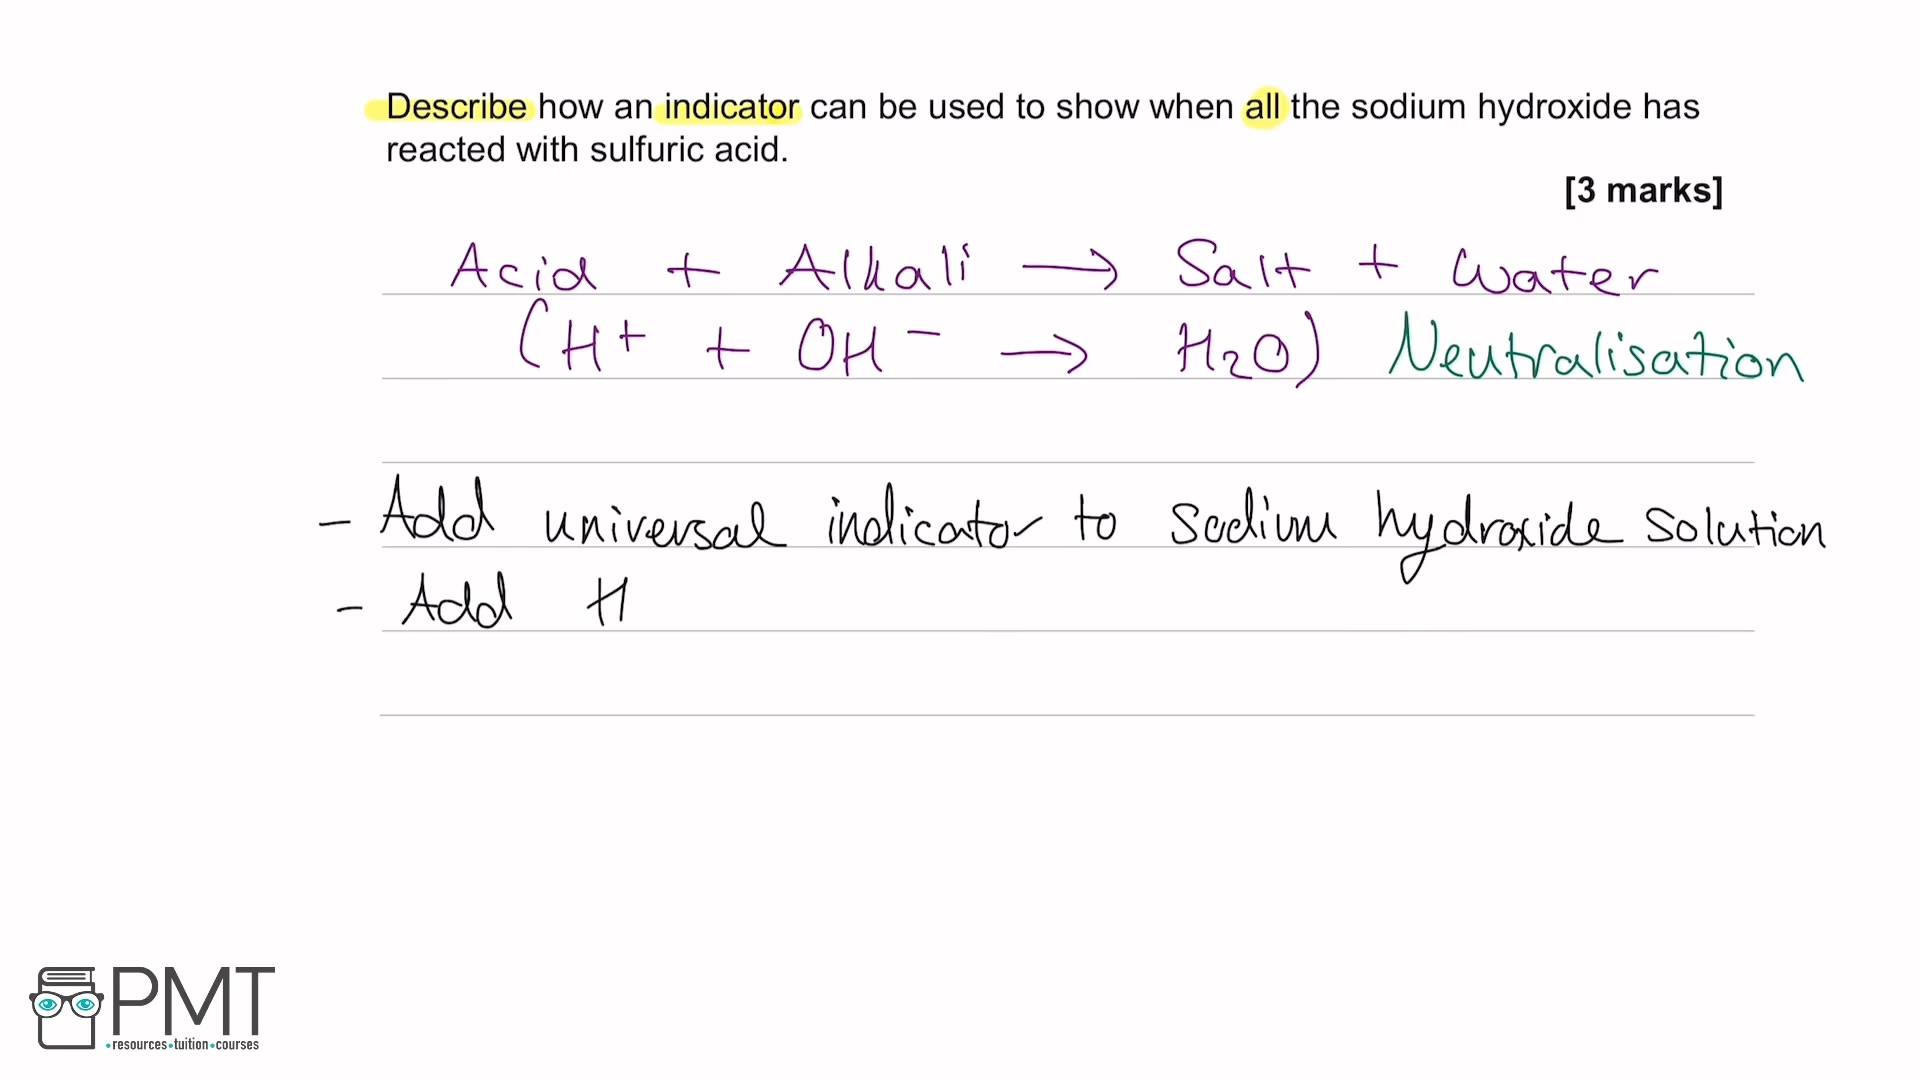 Describe how an indicator can be used to show when all the sodium hydroxide has
reacted with sulfuric acid.
[3 marks]
Acid + Alkali → Salt + Water
(H+ + OH- → H2O) Neutralisation
- Add universal indicator to sodium hydroxide solution
- Add H
PMT
•resources•tuition•courses